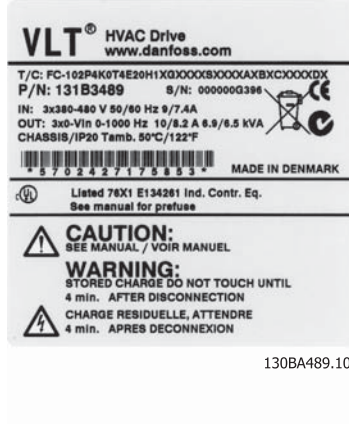 VLT® HVAC Drive
www.danfoss.com
T/C: FC-102P4K0T4E20H1XGXXXXSXXXXAXBXCXXXXDX
P/N: 131B3489 S/N: 000000G396
IN: 3x380-480 V 50/60 Hz 9/7.4A
OUT: 3x0-Vin 0-1000 Hz 10/8.2 A 6.9/6.5 kVA
CHASSIS/IP20 Tamb. 50°C/122°F
*5702427175853* MADE IN DENMARK
Listed 76X1 E134261 Ind. Contr. Eq.
See manual for prefuse
CAUTION:
SEE MANUAL / VOIR MANUEL
WARNING:
STORED CHARGE DO NOT TOUCH UNTIL
4 min. AFTER DISCONNECTION
CHARGE RESIDUELLE, ATTENDRE
4 min. APRES DECONNEXION
130BA489.10